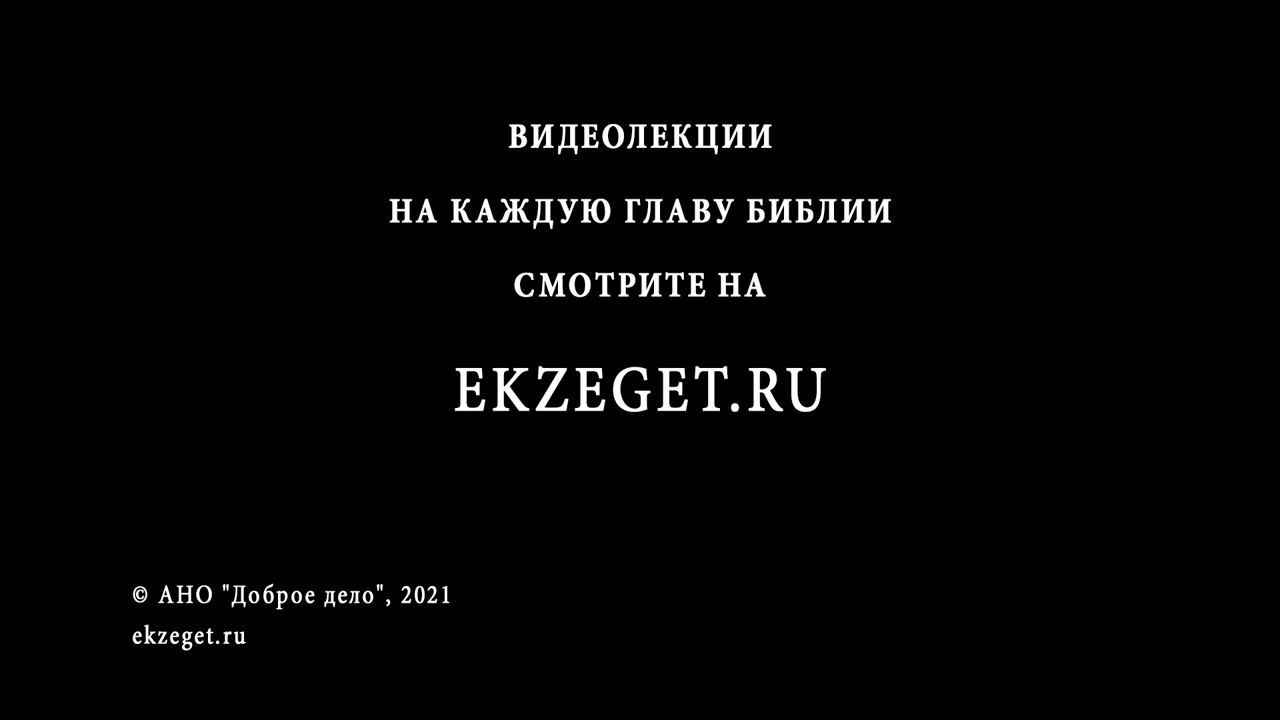 ВИДЕОЛЕКЦИИ
НА КАЖДУЮ ГЛАВУ БИБЛИИ
СМОТРИТЕ НА
EKZEGET.RU
© АНО "Доброе дело", 2021
ekzeget.ru